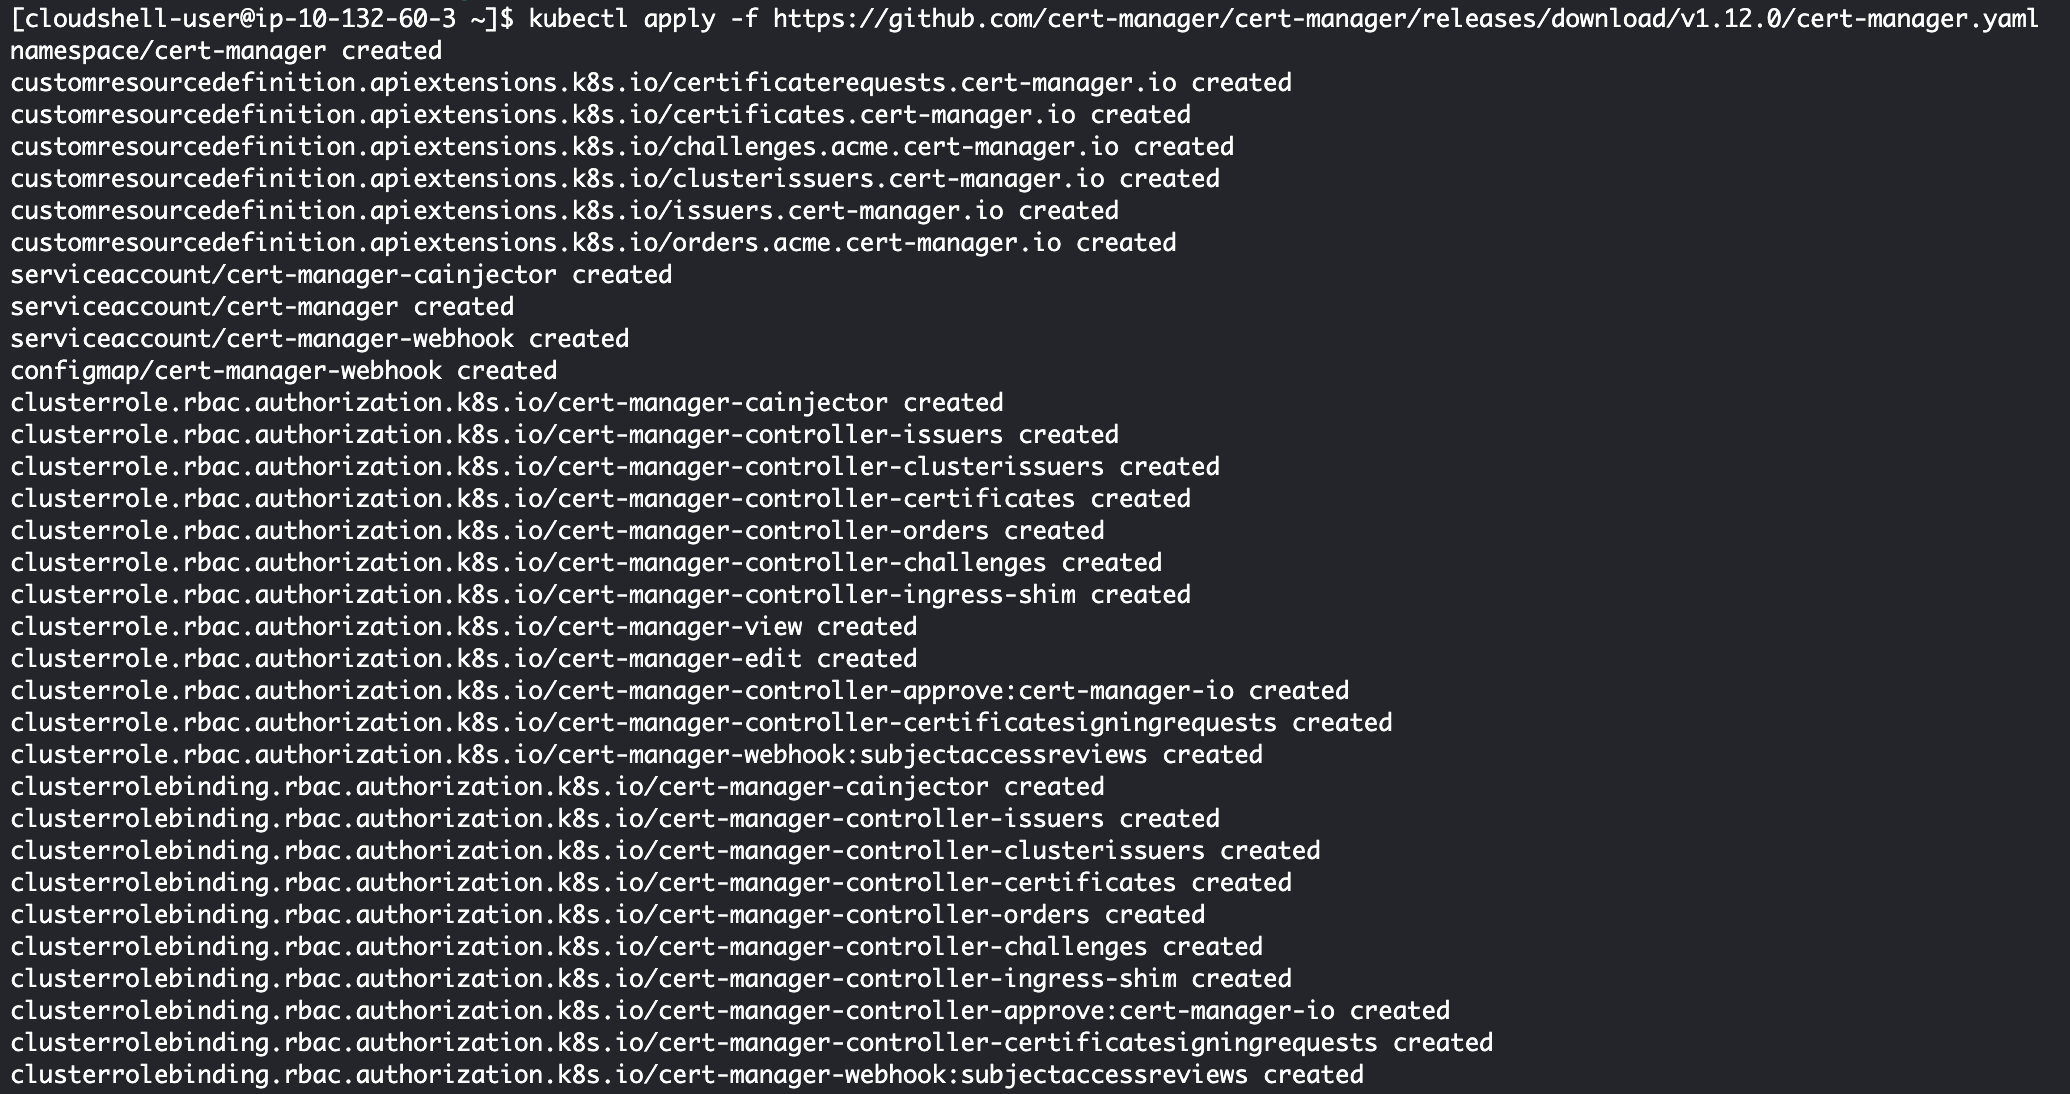 [cloudshell-user@ip-10-132-60-3 ~]$ kubectl apply -f https://github.com/cert-manager/cert-manager/releases/download/v1.12.0/cert-manager.yaml
namespace/cert-manager created
customresourcedefinition.apiextensions.k8s.io/certificaterequests.cert-manager.io created
customresourcedefinition.apiextensions.k8s.io/certificates.cert-manager.io created
customresourcedefinition.apiextensions.k8s.io/challenges.acme.cert-manager.io created
customresourcedefinition.apiextensions.k8s.io/clusterissuers.cert-manager.io created
customresourcedefinition.apiextensions.k8s.io/issuers.cert-manager.io created
customresourcedefinition.apiextensions.k8s.io/orders.acme.cert-manager.io created
serviceaccount/cert-manager-cainjector created
serviceaccount/cert-manager created
serviceaccount/cert-manager-webhook created
configmap/cert-manager-webhook created
clusterrole.rbac.authorization.k8s.io/cert-manager-cainjector created
clusterrole.rbac.authorization.k8s.io/cert-manager-controller-issuers created
clusterrole.rbac.authorization.k8s.io/cert-manager-controller-clusterissuers created
clusterrole.rbac.authorization.k8s.io/cert-manager-controller-certificates created
clusterrole.rbac.authorization.k8s.io/cert-manager-controller-orders created
clusterrole.rbac.authorization.k8s.io/cert-manager-controller-challenges created
clusterrole.rbac.authorization.k8s.io/cert-manager-controller-ingress-shim created
clusterrole.rbac.authorization.k8s.io/cert-manager-view created
clusterrole.rbac.authorization.k8s.io/cert-manager-edit created
clusterrole.rbac.authorization.k8s.io/cert-manager-controller-approve:cert-manager-io created
clusterrole.rbac.authorization.k8s.io/cert-manager-controller-certificatesigningrequests created
clusterrole.rbac.authorization.k8s.io/cert-manager-webhook:subjectaccessreviews created
clusterrolebinding.rbac.authorization.k8s.io/cert-manager-cainjector created
clusterrolebinding.rbac.authorization.k8s.io/cert-manager-controller-issuers created
clusterrolebinding.rbac.authorization.k8s.io/cert-manager-controller-clusterissuers created
clusterrolebinding.rbac.authorization.k8s.io/cert-manager-controller-certificates created
clusterrolebinding.rbac.authorization.k8s.io/cert-manager-controller-orders created
clusterrolebinding.rbac.authorization.k8s.io/cert-manager-controller-challenges created
clusterrolebinding.rbac.authorization.k8s.io/cert-manager-controller-ingress-shim created
clusterrolebinding.rbac.authorization.k8s.io/cert-manager-controller-approve:cert-manager-io created
clusterrolebinding.rbac.authorization.k8s.io/cert-manager-controller-certificatesigningrequests created
clusterrolebinding.rbac.authorization.k8s.io/cert-manager-webhook:subjectaccessreviews created